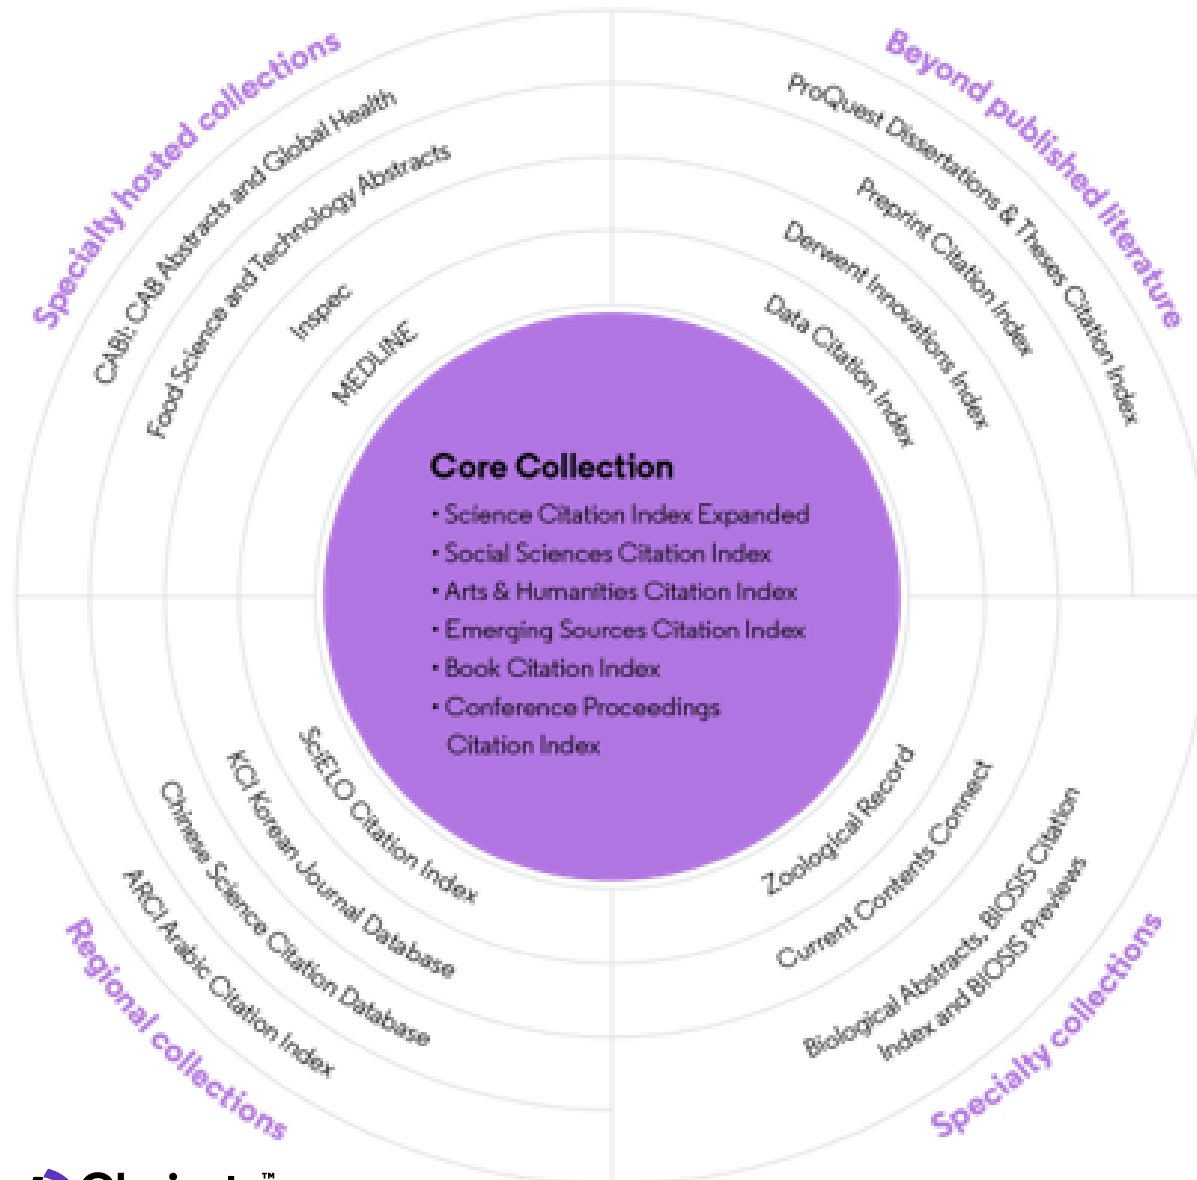 Specialty hosted collections
CABI: CAB Abstracts and Global Health
Food Science and Technology Abstracts
Inspec
MEDLINE
Beyond published literature
ProQuest Dissertations & Theses Citation Index
Preprint Citation Index
Derwent Innovations Index
Data Citation Index
Core Collection
• Science Citation Index Expanded
• Social Sciences Citation Index
• Arts & Humanities Citation Index
• Emerging Sources Citation Index
• Book Citation Index
• Conference Proceedings
Citation Index
SciELO Citation Index
KCI Korean Journal Database
Chinese Science Citation Database
ARCI Arabic Citation Index
Regional collections
Zoological Record
Current Contents Connect
Biological Abstracts, BIOSIS Citation
Index and BIOSIS Previews
Specialty collections